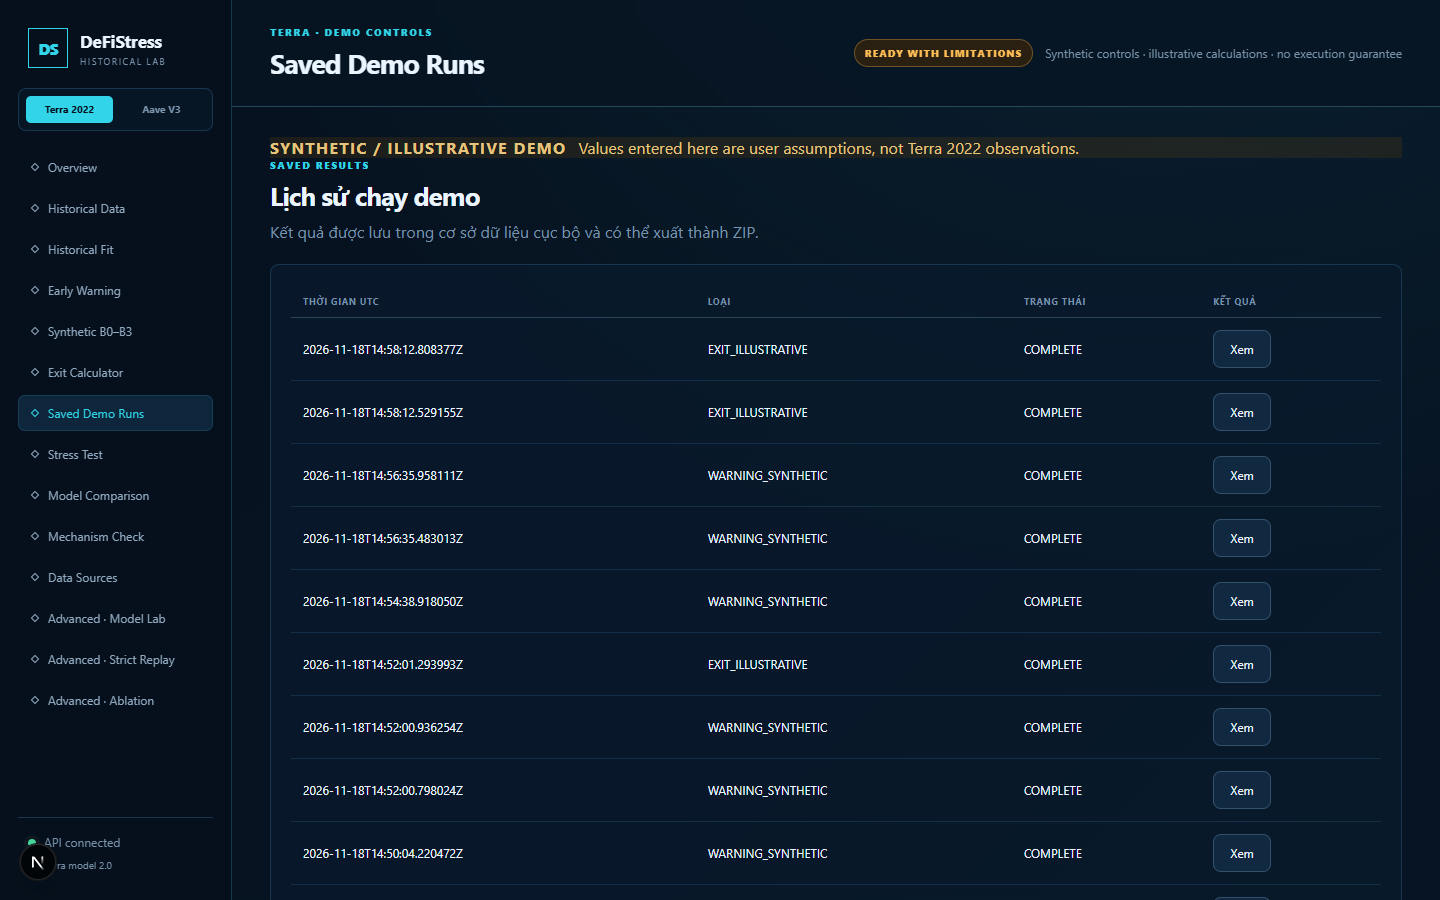 DS
DeFiStress
HISTORICAL LAB
Terra 2022
Aave V3
Overview
Historical Data
Historical Fit
Early Warning
Synthetic B0–B3
Exit Calculator
Saved Demo Runs
Stress Test
Model Comparison
Mechanism Check
Data Sources
Advanced · Model Lab
Advanced · Strict Replay
Advanced · Ablation
API connected
N
model 2.0
TERRA · DEMO CONTROLS
Saved Demo Runs
READY WITH LIMITATIONS
Synthetic controls · illustrative calculations · no execution guarantee
SYNTHETIC / ILLUSTRATIVE DEMO Values entered here are user assumptions, not Terra 2022 observations.
SAVED RESULTS
Lịch sử chạy demo
Kết quả được lưu trong cơ sở dữ liệu cục bộ và có thể xuất thành ZIP.
THỜI GIAN UTC LOẠI TRẠNG THÁI KẾT QUẢ
2026-11-18T14:58:12.808377Z EXIT_ILLUSTRATIVE COMPLETE Xem
2026-11-18T14:58:12.529155Z EXIT_ILLUSTRATIVE COMPLETE Xem
2026-11-18T14:56:35.958111Z WARNING_SYNTHETIC COMPLETE Xem
2026-11-18T14:56:35.483013Z WARNING_SYNTHETIC COMPLETE Xem
2026-11-18T14:54:38.918050Z WARNING_SYNTHETIC COMPLETE Xem
2026-11-18T14:52:01.293993Z EXIT_ILLUSTRATIVE COMPLETE Xem
2026-11-18T14:52:00.936254Z WARNING_SYNTHETIC COMPLETE Xem
2026-11-18T14:52:00.798024Z WARNING_SYNTHETIC COMPLETE Xem
2026-11-18T14:50:04.220472Z WARNING_SYNTHETIC COMPLETE Xem